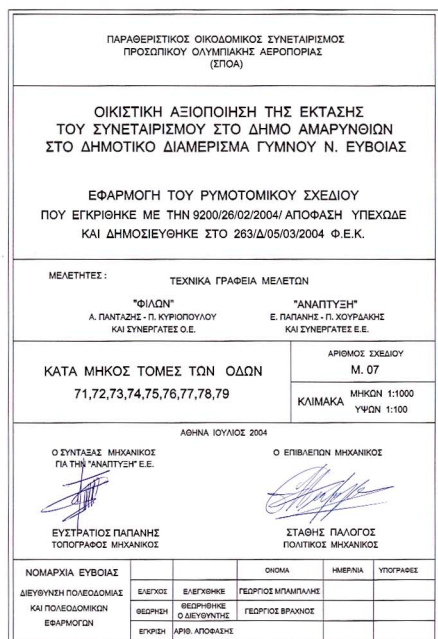 ΠΑΡΑΘΕΡΙΣΤΙΚΟΣ ΟΙΚΟΔΟΜΙΚΟΣ ΣΥΝΕΤΑΙΡΙΣΜΟΣ
ΠΡΟΣΩΠΙΚΟΥ ΟΛΥΜΠΙΑΚΗΣ ΑΕΡΟΠΟΡΙΑΣ
(ΣΠΟΑ)
ΟΙΚΙΣΤΙΚΗ ΑΞΙΟΠΟΙΗΣΗ ΤΗΣ ΕΚΤΑΣΗΣ
ΤΟΥ ΣΥΝΕΤΑΙΡΙΣΜΟΥ ΣΤΟ ΔΗΜΟ ΑΜΑΡΥΝΘΙΩΝ
ΣΤΟ ΔΗΜΟΤΙΚΟ ΔΙΑΜΕΡΙΣΜΑ ΓΥΜΝΟΥ Ν. ΕΥΒΟΙΑΣ
ΕΦΑΡΜΟΓΗ ΤΟΥ ΡΥΜΟΤΟΜΙΚΟΥ ΣΧΕΔΙΟΥ
ΠΟΥ ΕΓΚΡΙΘΗΚΕ ΜΕ ΤΗΝ 9200/26/02/2004/ ΑΠΟΦΑΣΗ ΥΠΕΧΩΔΕ
ΚΑΙ ΔΗΜΟΣΙΕΥΘΗΚΕ ΣΤΟ 263/Δ/05/03/2004 Φ.Ε.Κ.
ΜΕΛΕΤΗΤΕΣ : ΤΕΧΝΙΚΑ ΓΡΑΦΕΙΑ ΜΕΛΕΤΩΝ
"ΦΙΛΩΝ" "ΑΝΑΠΤΥΞΗ"
Α. ΠΑΝΤΑΖΗΣ - Π. ΚΥΡΙΟΠΟΥΛΟΥ Ε. ΠΑΠΑΝΗΣ - Π. ΧΟΥΡΔΑΚΗΣ
ΚΑΙ ΣΥΝΕΡΓΑΤΕΣ Ο.Ε. ΚΑΙ ΣΥΝΕΡΓΑΤΕΣ Ε.Ε.
ΚΑΤΑ ΜΗΚΟΣ ΤΟΜΕΣ ΤΩΝ ΟΔΩΝ
71,72,73,74,75,76,77,78,79
ΑΡΙΘΜΟΣ ΣΧΕΔΙΟΥ
Μ. 07
ΚΛΙΜΑΚΑ ΜΗΚΩΝ 1:1000
ΥΨΩΝ 1:100
ΑΘΗΝΑ ΙΟΥΛΙΟΣ 2004
Ο ΣΥΝΤΑΞΑΣ ΜΗΧΑΝΙΚΟΣ Ο ΕΠΙΒΛΕΠΩΝ ΜΗΧΑΝΙΚΟΣ
ΓΙΑ ΤΗΝ "ΑΝΑΠΤΥΞΗ" Ε.Ε.
ΕΥΣΤΡΑΤΙΟΣ ΠΑΠΑΝΗΣ ΣΤΑΘΗΣ ΠΑΛΟΓΟΣ
ΤΟΠΟΓΡΑΦΟΣ ΜΗΧΑΝΙΚΟΣ ΠΟΛΙΤΙΚΟΣ ΜΗΧΑΝΙΚΟΣ
ΝΟΜΑΡΧΙΑ ΕΥΒΟΙΑΣ ΟΝΟΜΑ ΗΜΕΡ/ΝΙΑ ΥΠΟΓΡΑΦΕΣ
ΔΙΕΥΘΥΝΣΗ ΠΟΛΕΟΔΟΜΙΑΣ
ΚΑΙ ΠΟΛΕΟΔΟΜΙΚΩΝ
ΕΦΑΡΜΟΓΩΝ
ΕΛΕΓΧΟΣ ΕΛΕΓΧΘΗΚΕ ΓΕΩΡΓΙΟΣ ΜΠΑΜΠΑΛΗΣ
ΘΕΩΡΗΣΗ ΘΕΩΡΗΘΗΚΕ Ο ΔΙΕΥΘΥΝΤΗΣ ΓΕΩΡΓΙΟΣ ΒΡΑΧΝΟΣ
ΕΓΚΡΙΣΗ ΑΡΙΘ. ΑΠΟΦΑΣΗΣ